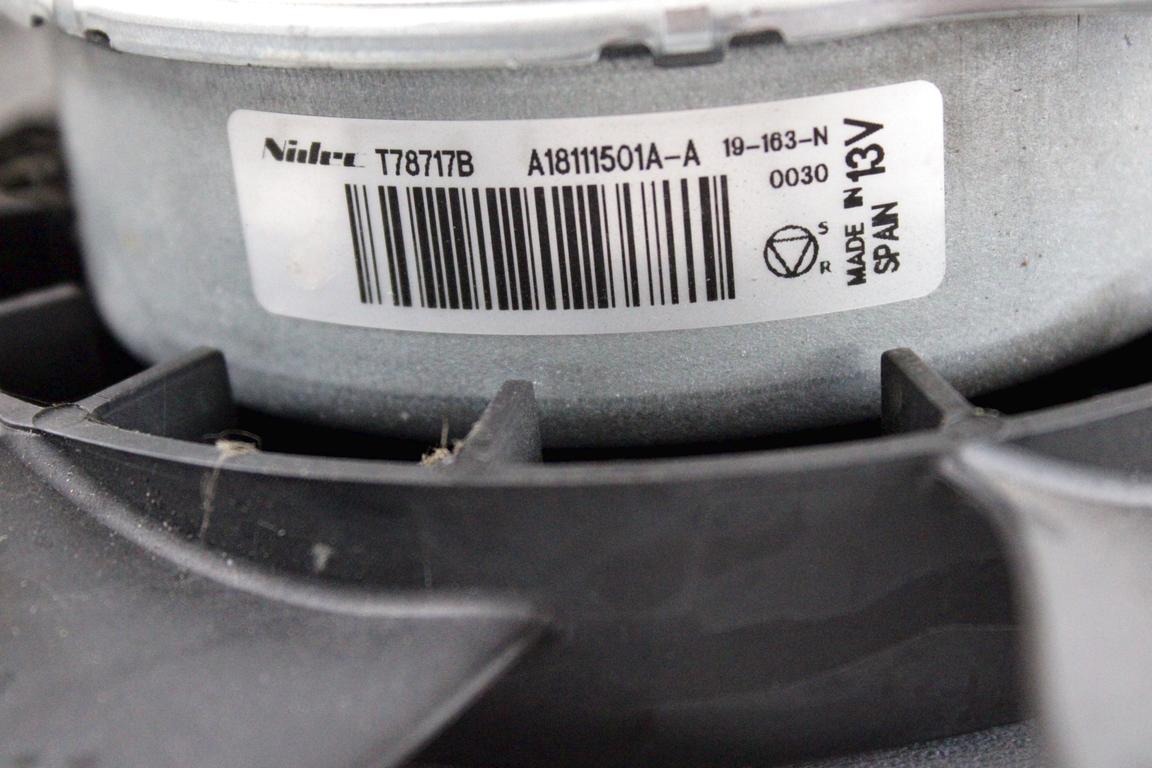 Nidec T78717B A18111501A-A 19-163-N
0030
S
R
MADE IN
SPAIN
13V